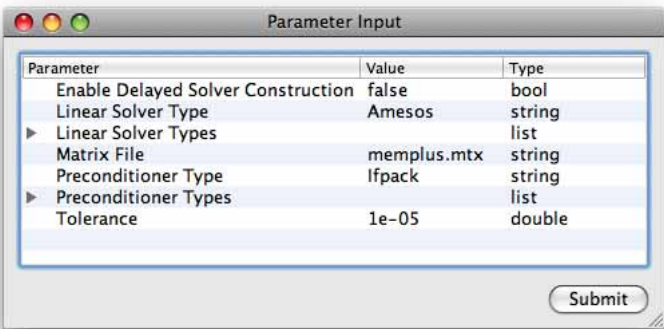 Parameter Input
Parameter Value Type
Enable Delayed Solver Construction false bool
Linear Solver Type Amesos string
Linear Solver Types list
Matrix File memplus.mtx string
Preconditioner Type Ifpack string
Preconditioner Types list
Tolerance 1e-05 double
Submit